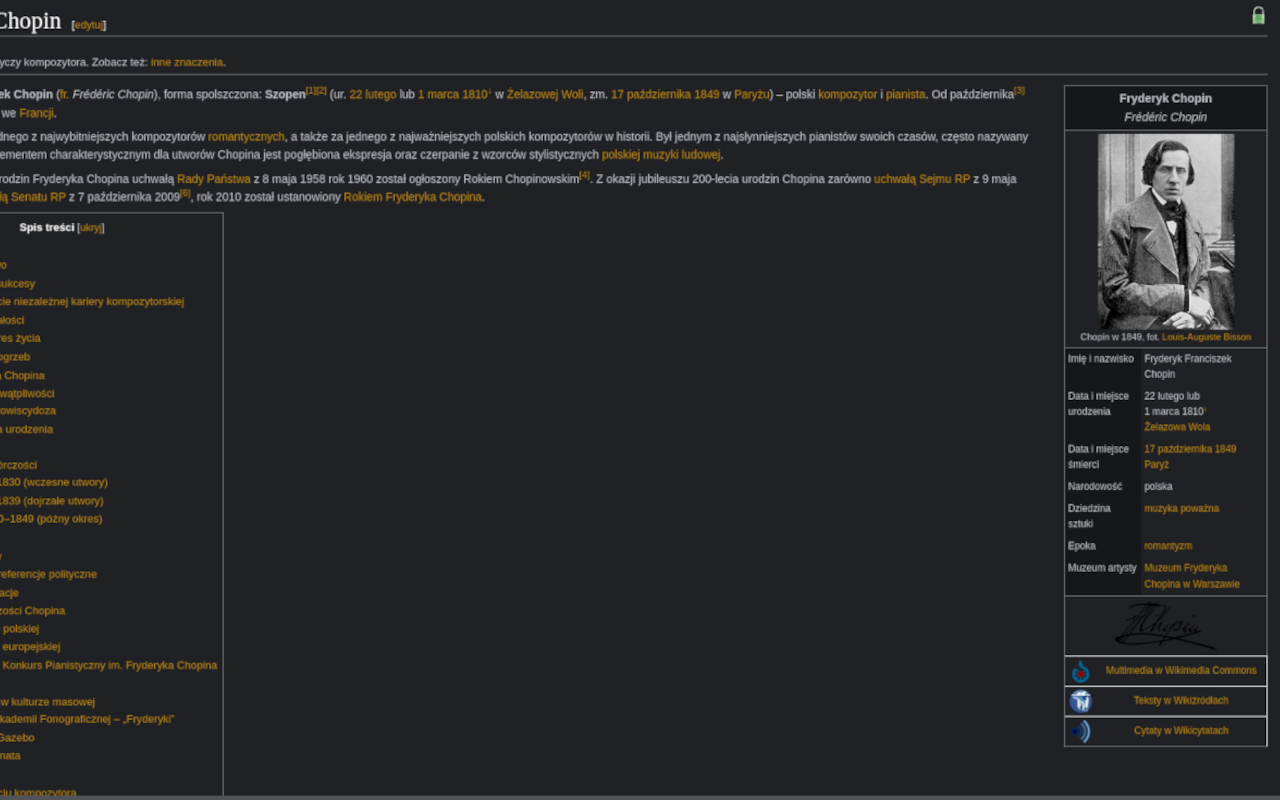 Chopin [edytuj]
yczy kompozytora. Zobacz też: inne znaczenia.
ek Chopin (fr. Frédéric Chopin), forma spolszczona: Szopen[1][2] (ur. 22 lutego lub 1 marca 1810 w Żelazowej Woli, zm. 17 października 1849 w Paryżu) – polski kompozytor i pianista. Od października[3]
we Francji.
dnego z najwybitniejszych kompozytorów romantycznych, a także za jednego z najważniejszych polskich kompozytorów w historii. Był jednym z najsłynniejszych pianistów swoich czasów, często nazywany
ementem charakterystycznym dla utworów Chopina jest pogłębiona ekspresja oraz czerpanie z wzorców stylistycznych polskiej muzyki ludowej.
rodzin Fryderyka Chopina uchwałą Rady Państwa z 8 maja 1958 rok 1960 został ogłoszony Rokiem Chopinowskim[4]. Z okazji jubileuszu 200-lecia urodzin Chopina zarówno uchwałą Sejmu RP z 9 maja
łą Senatu RP z 7 października 2009[6], rok 2010 został ustanowiony Rokiem Fryderyka Chopina.
Spis treści [ukryj]
vo
sukcesy
cie niezależnej kariery kompozytorskiej
ałości
res życia
ogrzeb
a Chopina
wątpliwości
owiscydoza
a urodzenia
órczości
1830 (wczesne utwory)
1839 (dojrzałe utwory)
0–1849 (późny okres)
y
referencje polityczne
acje
zości Chopina
polskiej
europejskiej
Konkurs Pianistyczny im. Fryderyka Chopina
w kulturze masowej
kademii Fonograficznej – „Fryderyki”
Gazebo
nata
ciu kompozytora
Fryderyk Chopin
Frédéric Chopin
Chopin w 1849, fot. Louis-Auguste Bisson
Imię i nazwisko Fryderyk Franciszek
Chopin
Data i miejsce 22 lutego lub
urodzenia 1 marca 1810
Żelazowa Wola
Data i miejsce 17 października 1849
śmierci Paryż
Narodowość polska
Dziedzina muzyka poważna
sztuki
Epoka romantyzm
Muzeum artysty Muzeum Fryderyka
Chopina w Warszawie
Chopin
Multimedia w Wikimedia Commons
Teksty w Wikiźródłach
Cytaty w Wikicytatach